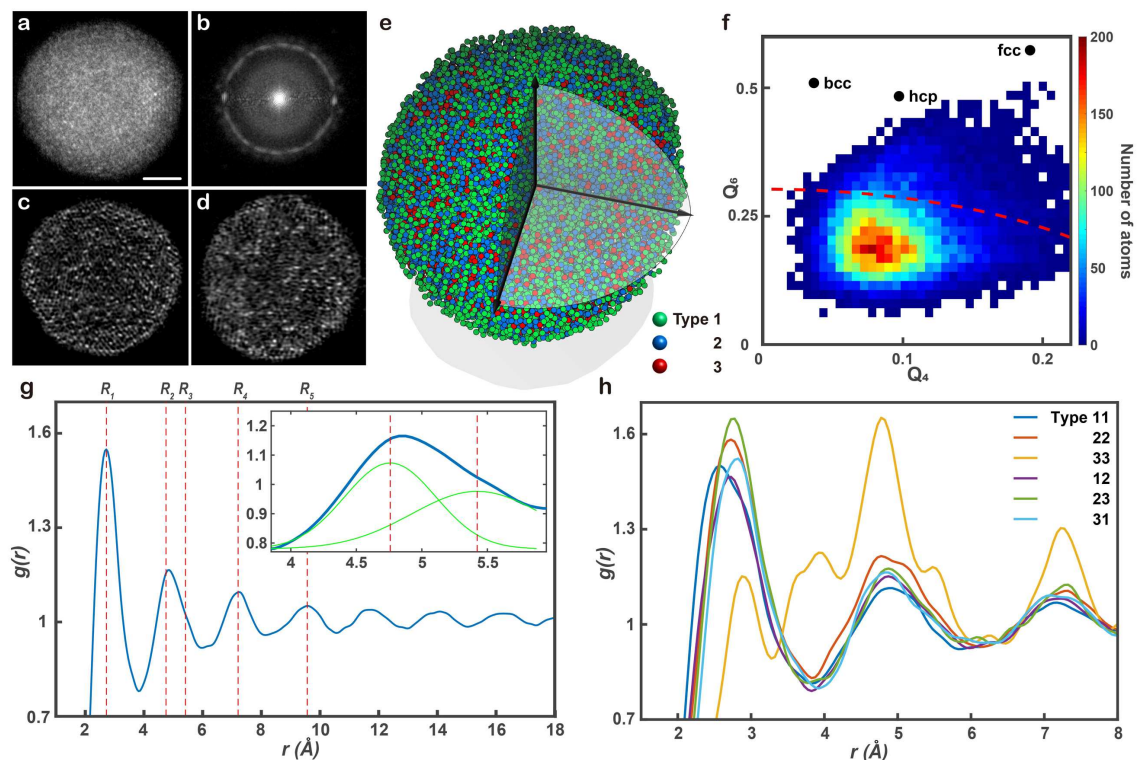 a
b
c
d
e
Type 1
2
3
f
fcc
bcc
hcp
0.5
0.25
0
Q₆
0
0.1
0.2
Q₄
200
150
100
50
0
Number of atoms
g
R₁
R₂
R₃
R₄
R₅
1.6
1.3
1
0.7
g(r)
2
4
6
8
10
12
14
16
18
r (Å)
1.2
1.1
1
0.9
0.8
4
4.5
5
5.5
h
Type 11
22
33
12
23
31
1.6
1.3
1
0.7
g(r)
2
3
4
5
6
7
8
r (Å)